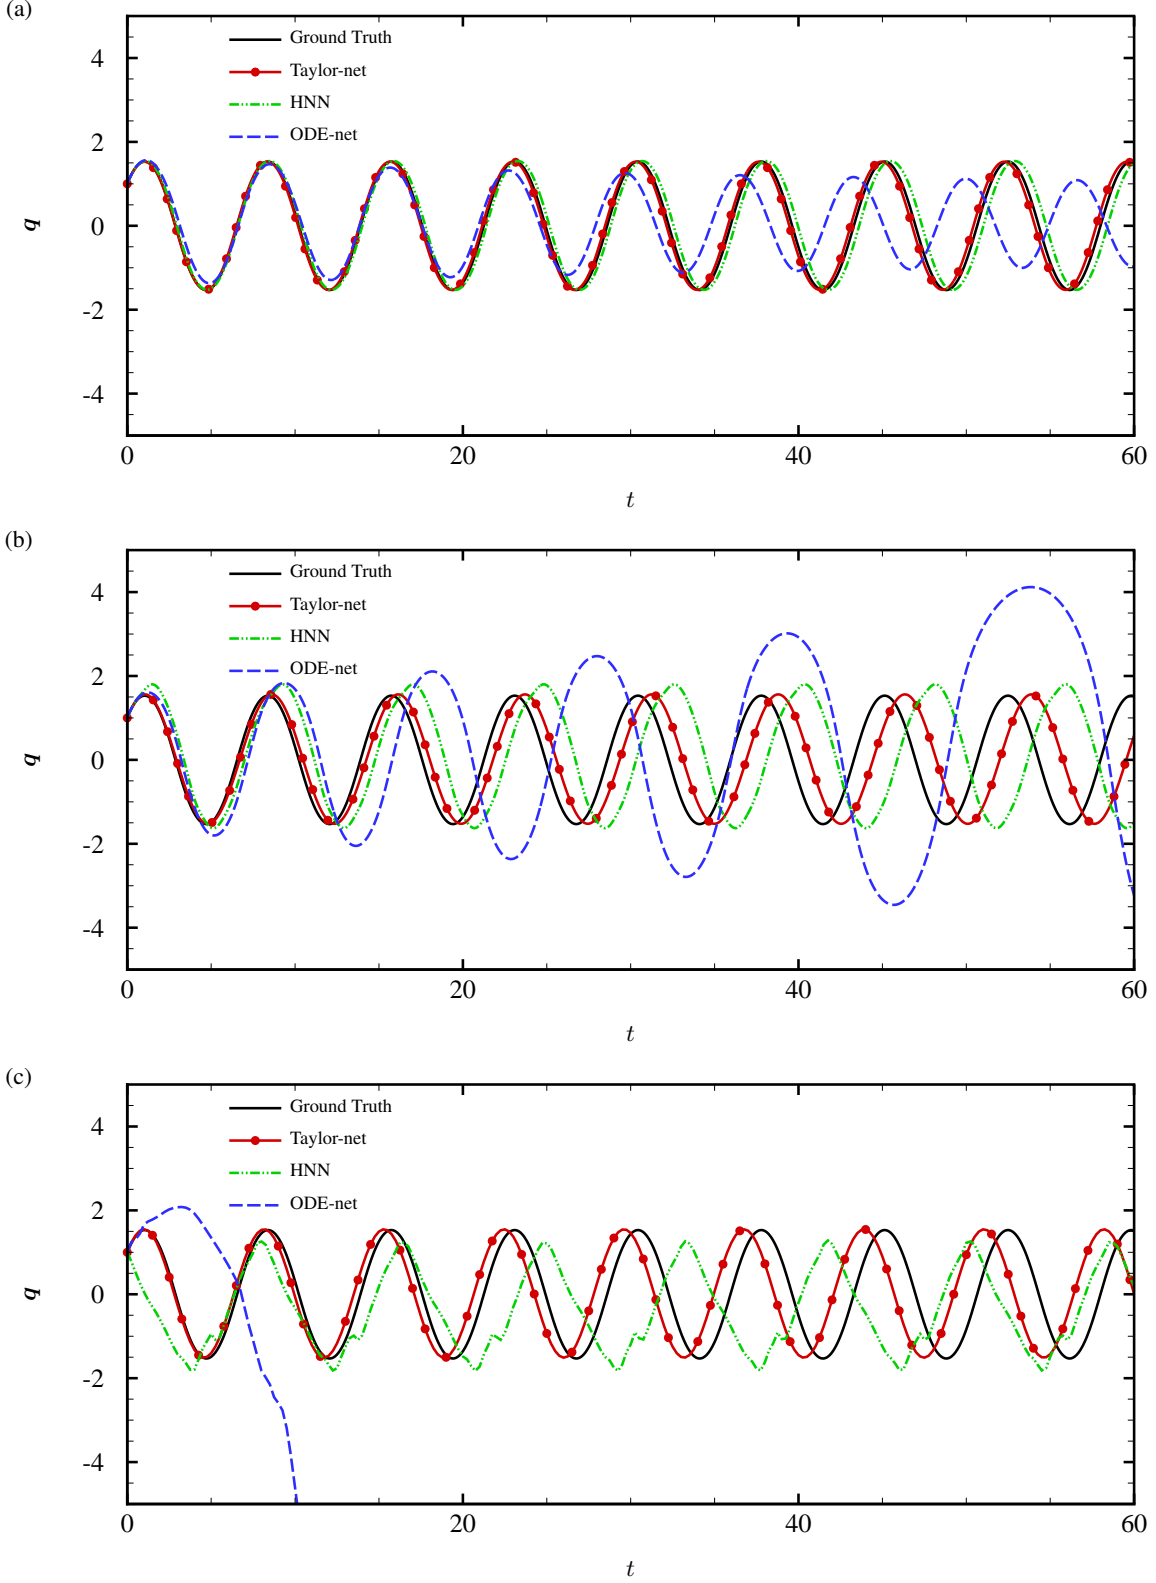 (a)
Ground Truth
Taylor-net
HNN
ODE-net
4
2
0
-2
-4
q
0 20 40 60
t
(b)
Ground Truth
Taylor-net
HNN
ODE-net
4
2
0
-2
-4
q
0 20 40 60
t
(c)
Ground Truth
Taylor-net
HNN
ODE-net
4
2
0
-2
-4
q
0 20 40 60
t